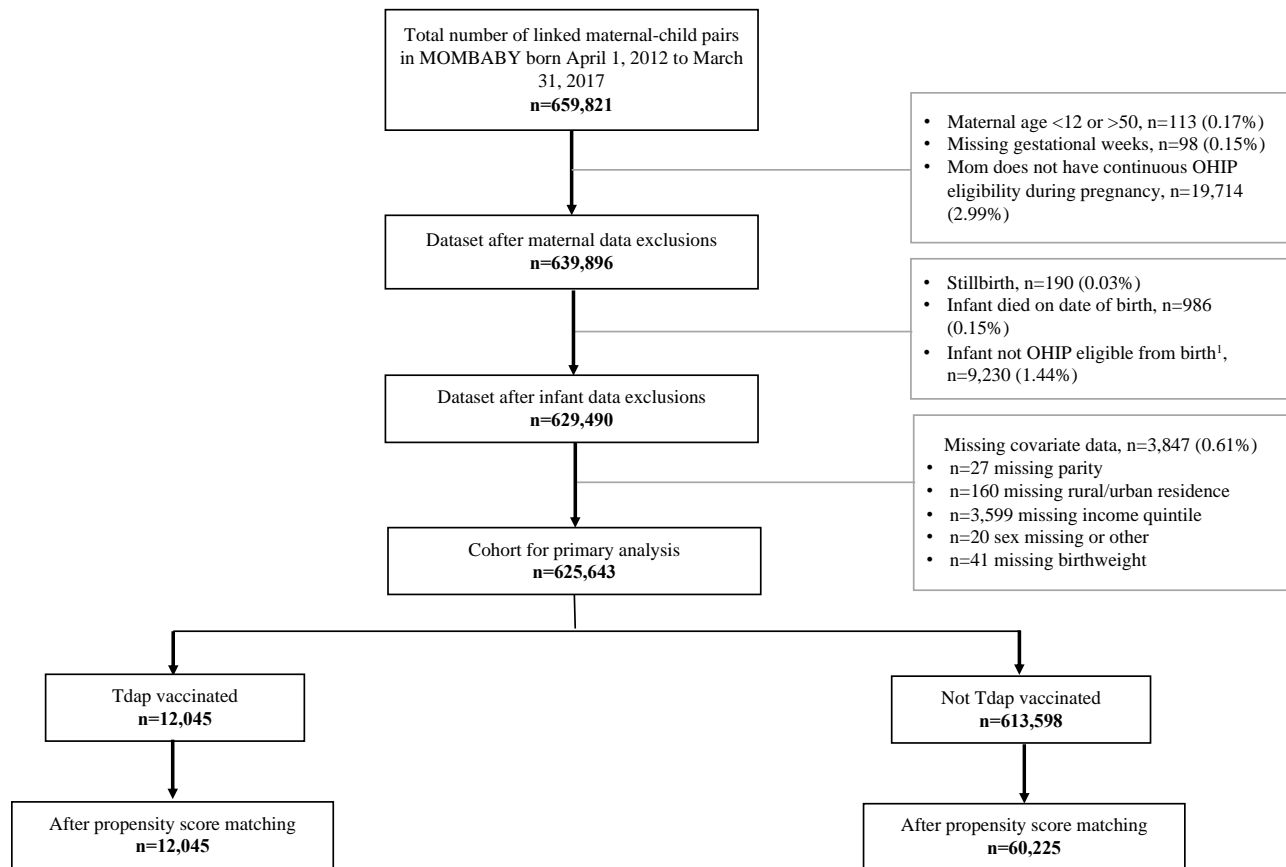 Total number of linked maternal-child pairs
in MOMBABY born April 1, 2012 to March
31, 2017
n=659,821
• Maternal age <12 or >50, n=113 (0.17%)
• Missing gestational weeks, n=98 (0.15%)
• Mom does not have continuous OHIP
eligibility during pregnancy, n=19,714
(2.99%)
Dataset after maternal data exclusions
n=639,896
• Stillbirth, n=190 (0.03%)
• Infant died on date of birth, n=986
(0.15%)
• Infant not OHIP eligible from birth¹,
n=9,230 (1.44%)
Dataset after infant data exclusions
n=629,490
Missing covariate data, n=3,847 (0.61%)
• n=27 missing parity
• n=160 missing rural/urban residence
• n=3,599 missing income quintile
• n=20 sex missing or other
• n=41 missing birthweight
Cohort for primary analysis
n=625,643
Tdap vaccinated
n=12,045
Not Tdap vaccinated
n=613,598
After propensity score matching
n=12,045
After propensity score matching
n=60,225